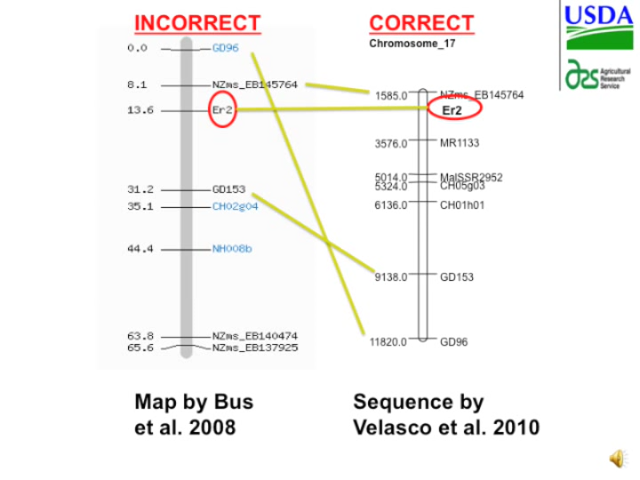 INCORRECT
CORRECT
Chromosome_17
USDA
Agricultural
Research
Service
0.0 GD96
8.1 NZms_EB145764
13.6 Er2
31.2 GD153
35.1 CH02g04
44.4 NH008b
63.8 NZms_EB140474
65.6 NZms_EB137925
1585.0 NZms_EB145764
Er2
3576.0 MR1133
5014.0 MalSSR2952
5324.0 CH05g03
6136.0 CH01h01
9138.0 GD153
11820.0 GD96
Map by Bus
et al. 2008
Sequence by
Velasco et al. 2010